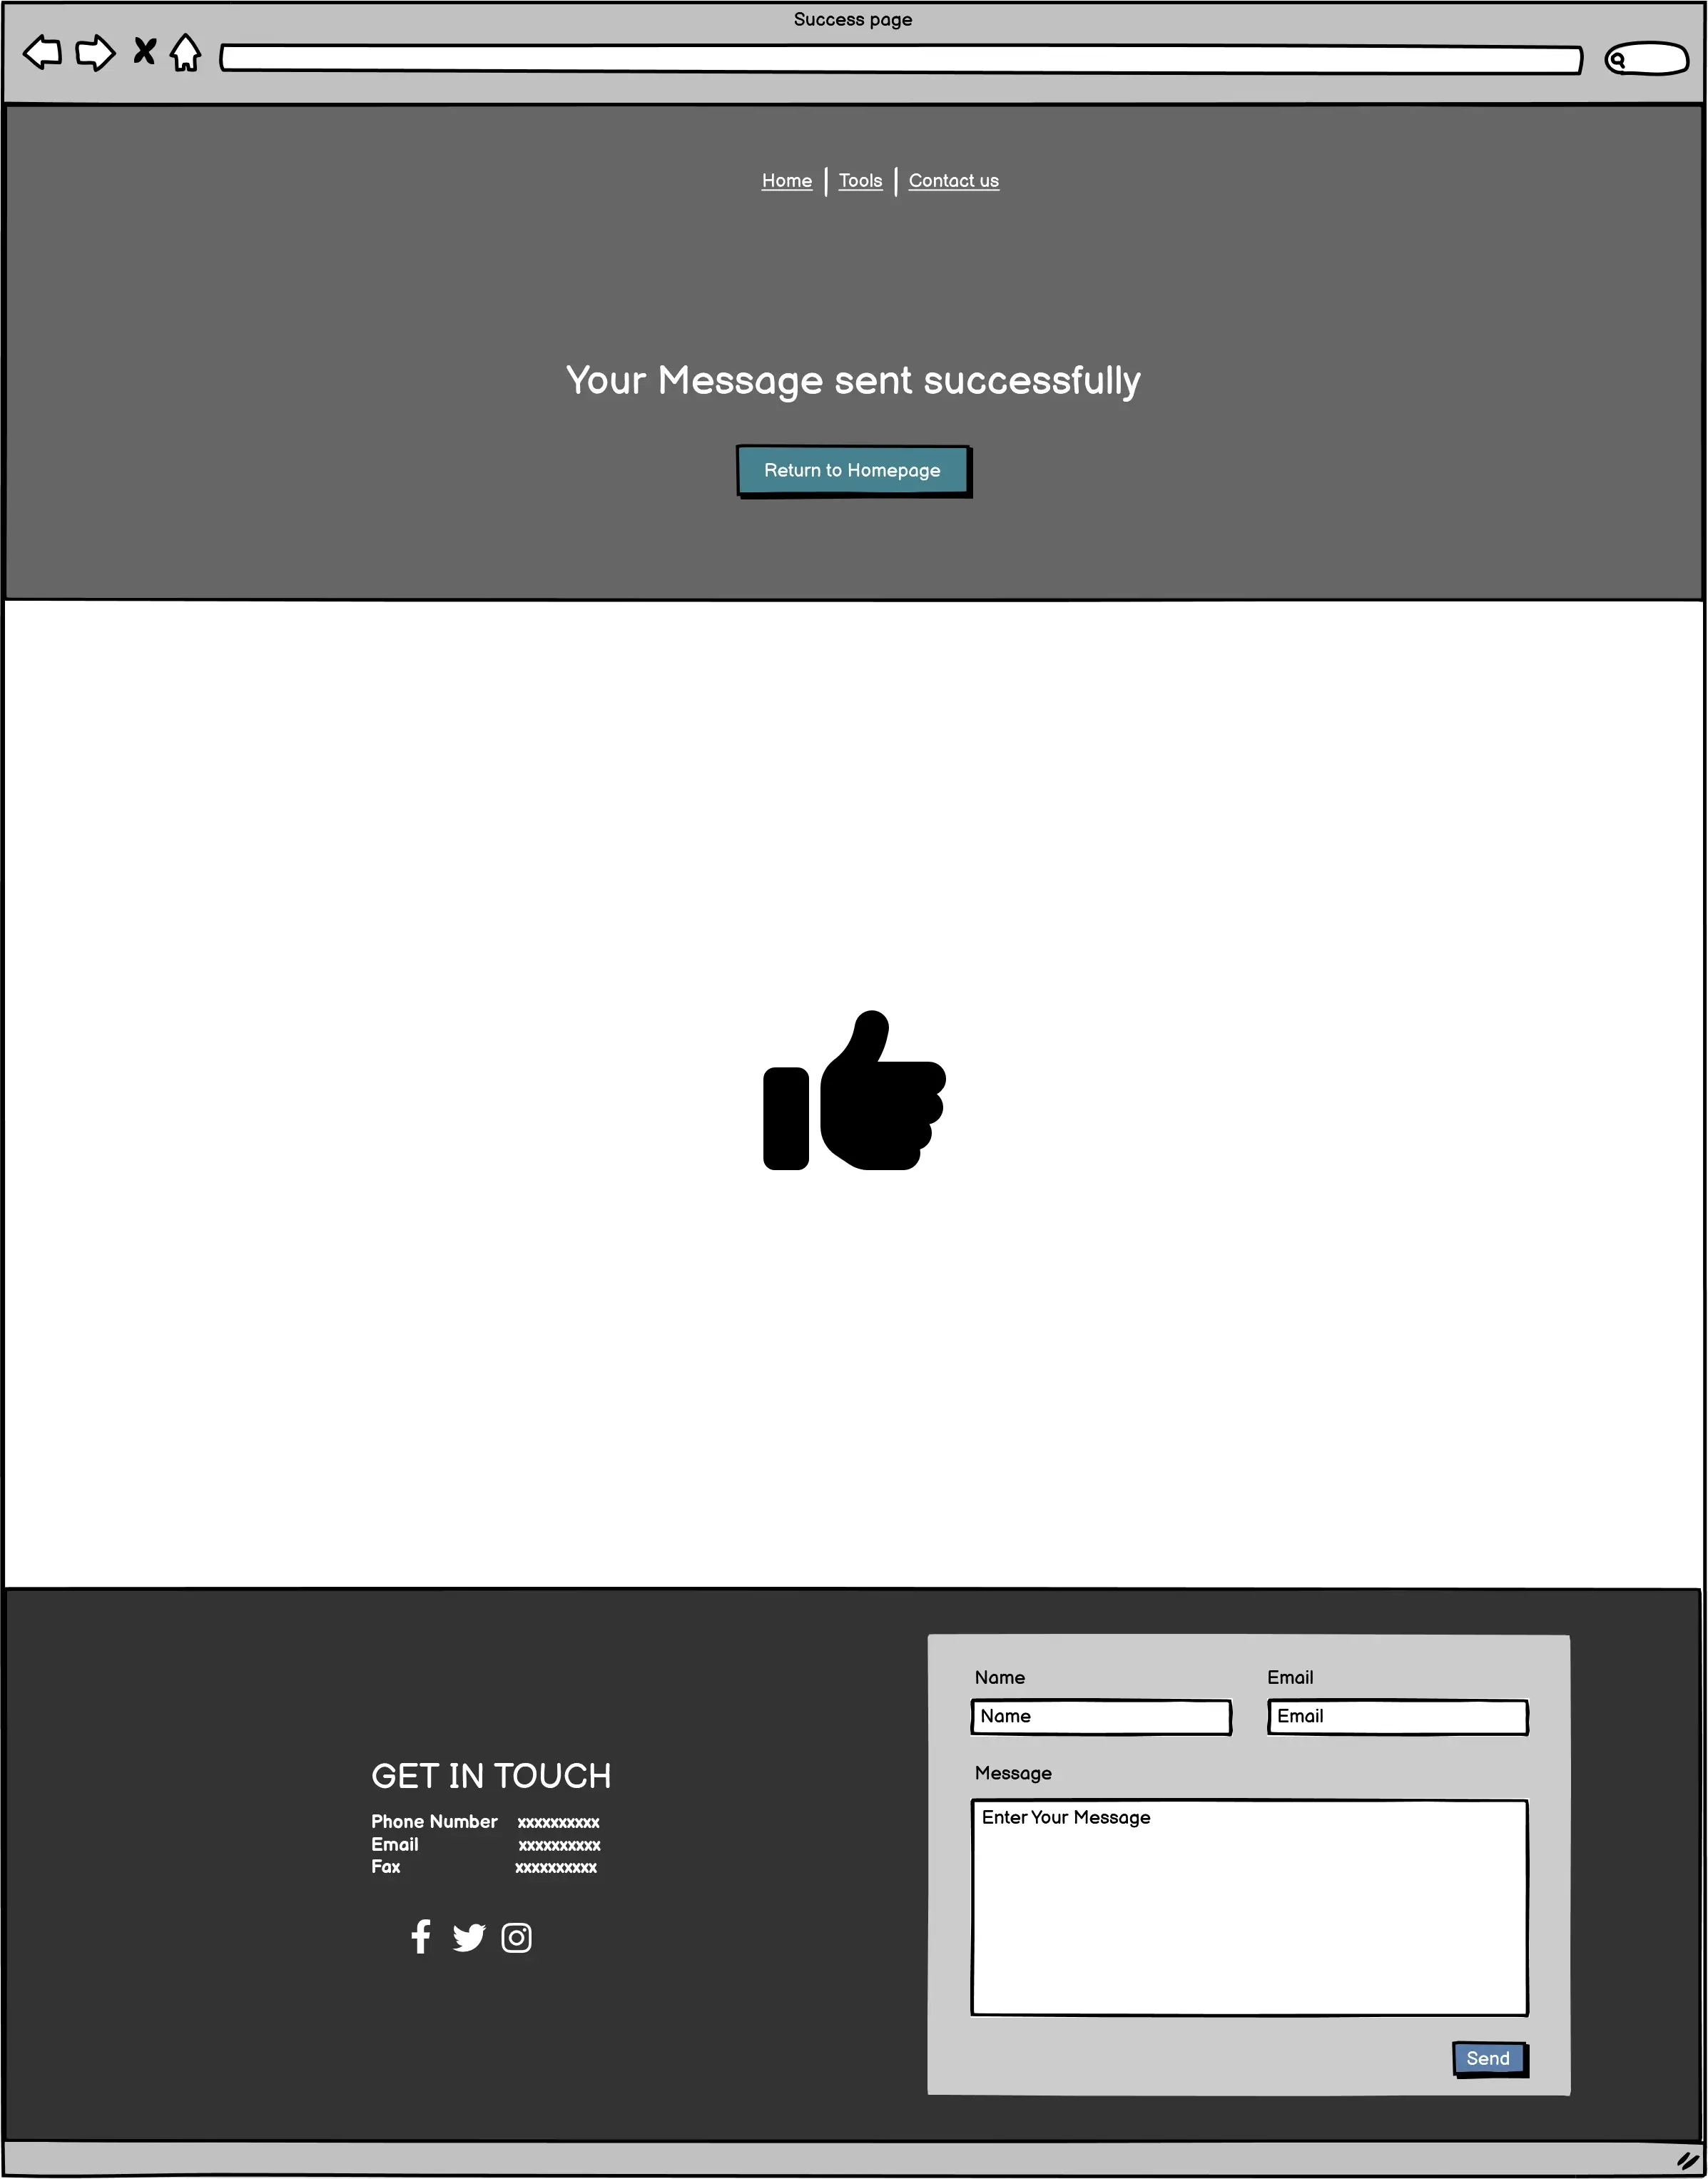 Success page
Home | Tools | Contact us
Your Message sent successfully
Return to Homepage
GET IN TOUCH
Phone Number xxxxxxxxxx
Email xxxxxxxxxx
Fax xxxxxxxxxx
Name Email
Name Email
Message
Enter Your Message
Send